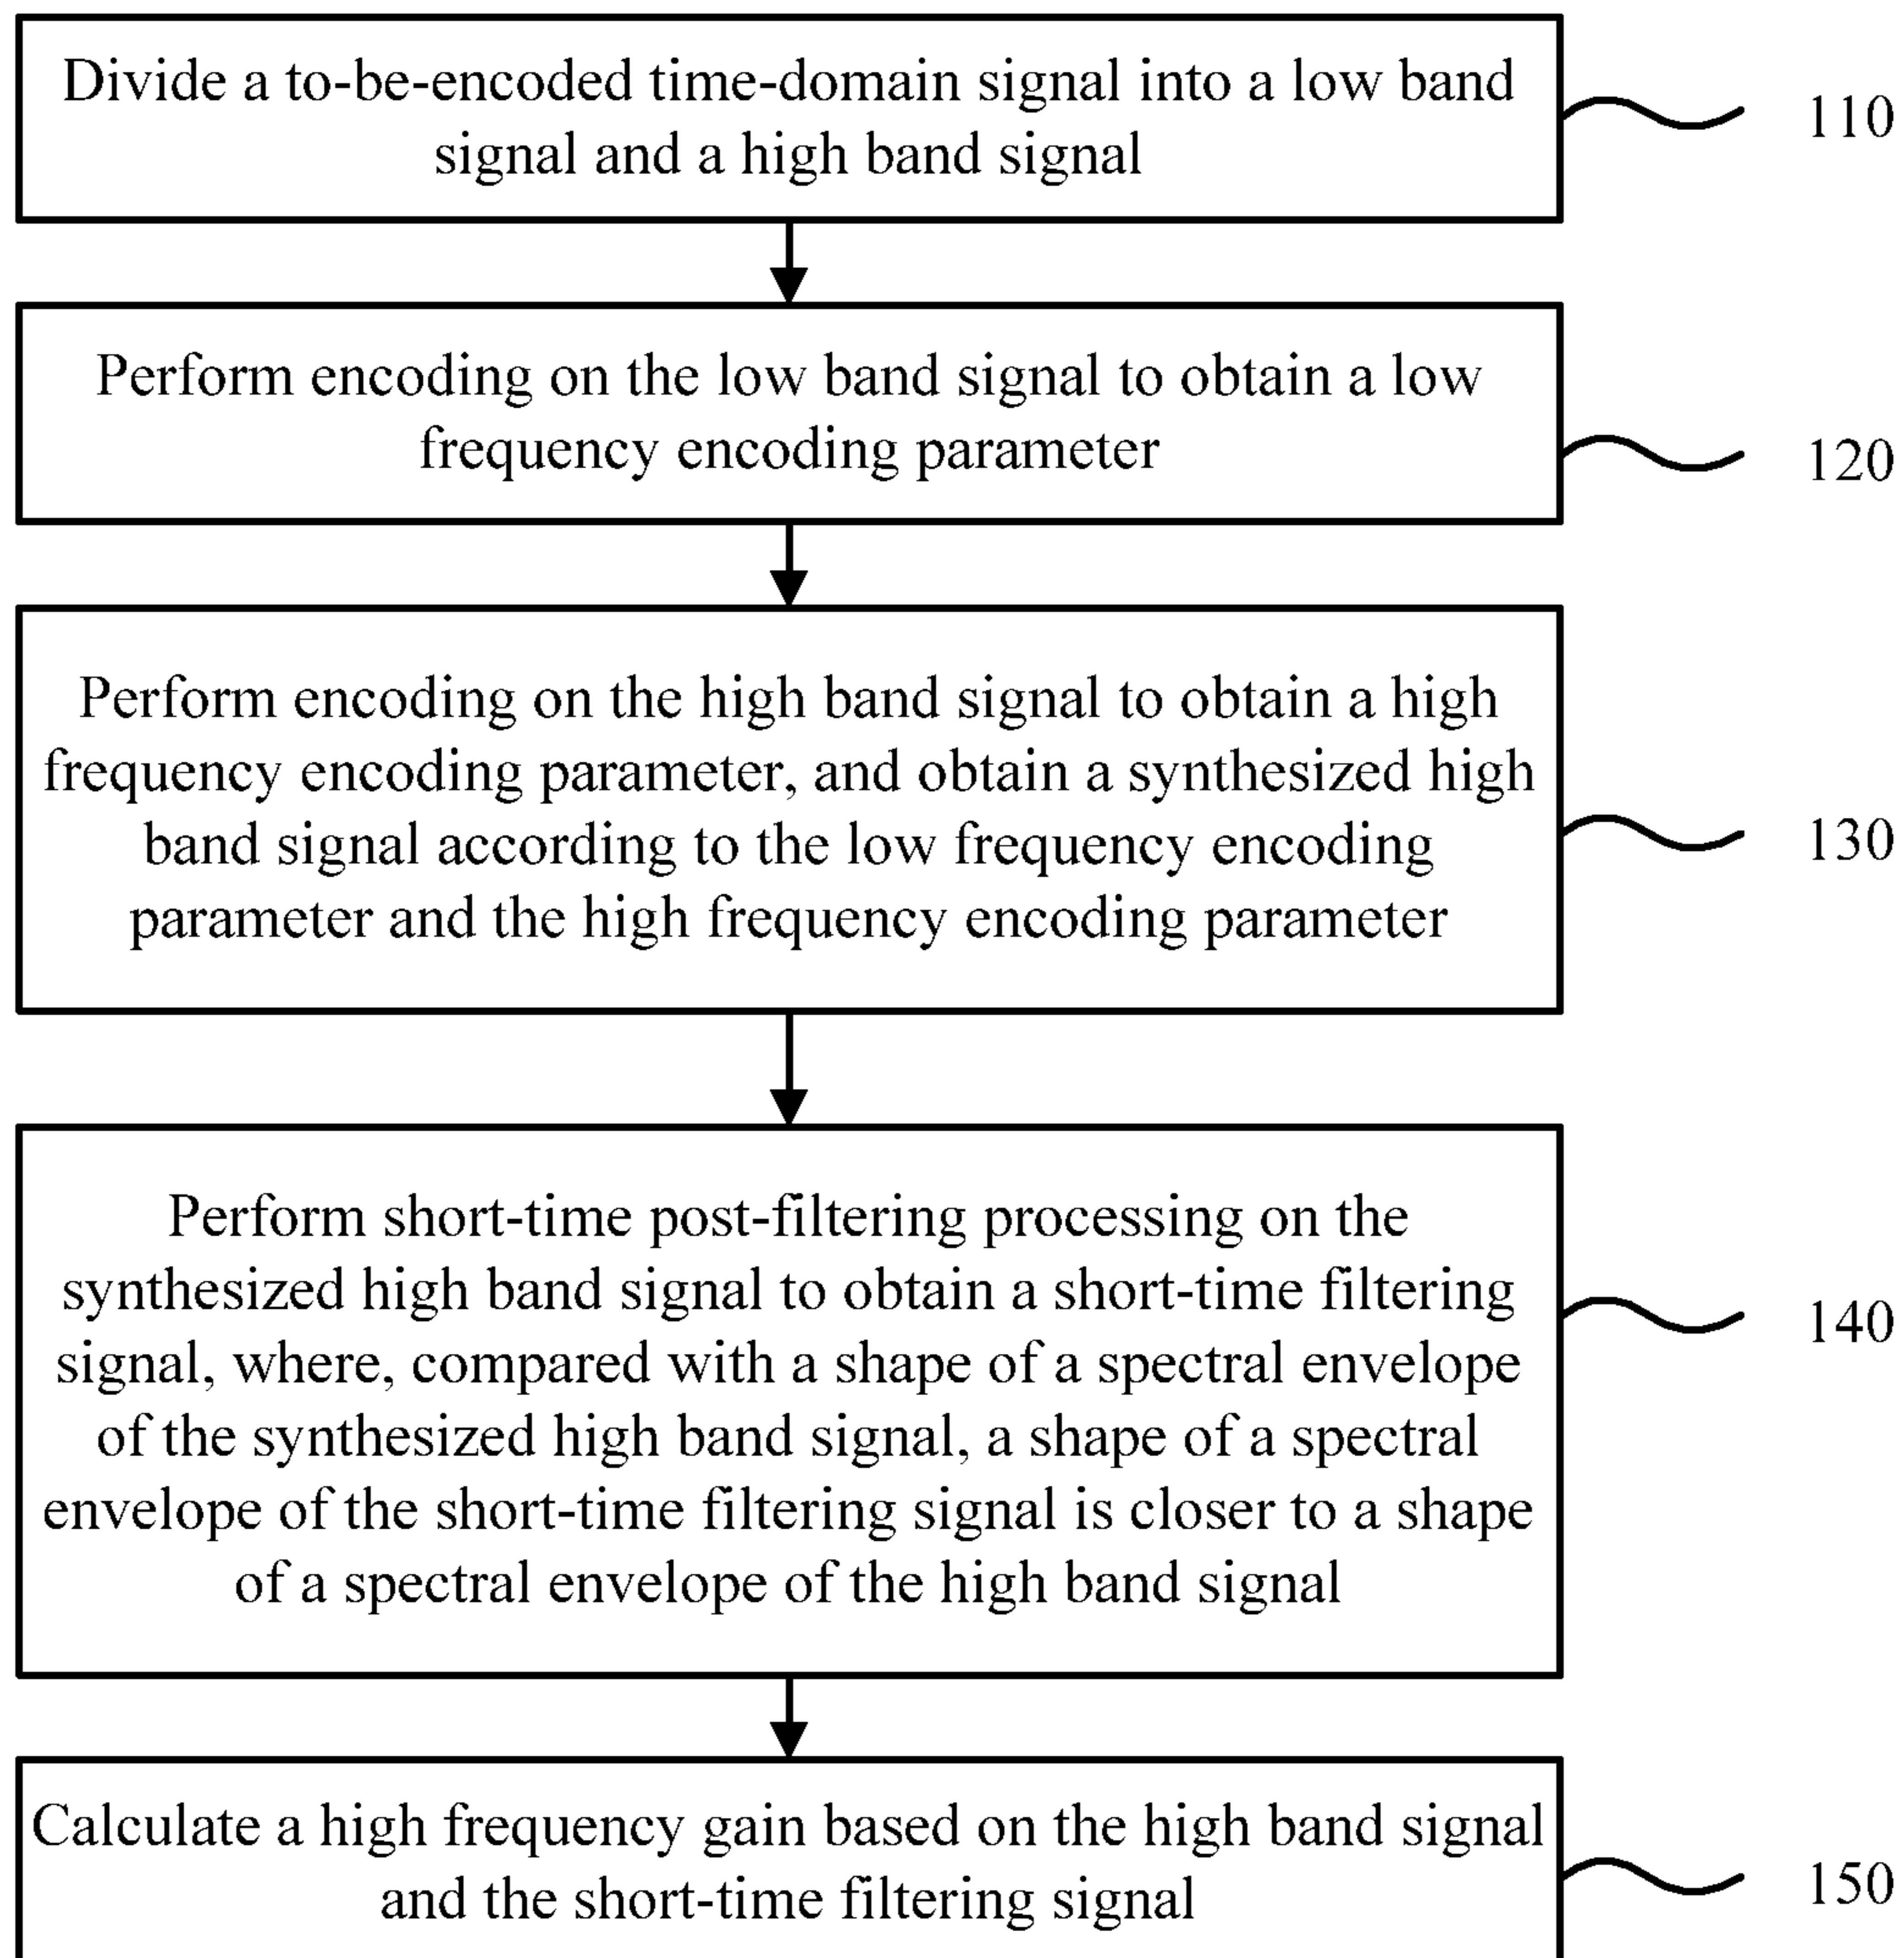 Divide a to-be-encoded time-domain signal into a low band
signal and a high band signal
110
Perform encoding on the low band signal to obtain a low
frequency encoding parameter
120
Perform encoding on the high band signal to obtain a high
frequency encoding parameter, and obtain a synthesized high
band signal according to the low frequency encoding
parameter and the high frequency encoding parameter
130
Perform short-time post-filtering processing on the
synthesized high band signal to obtain a short-time filtering
signal, where, compared with a shape of a spectral envelope
of the synthesized high band signal, a shape of a spectral
envelope of the short-time filtering signal is closer to a shape
of a spectral envelope of the high band signal
140
Calculate a high frequency gain based on the high band signal
and the short-time filtering signal
150